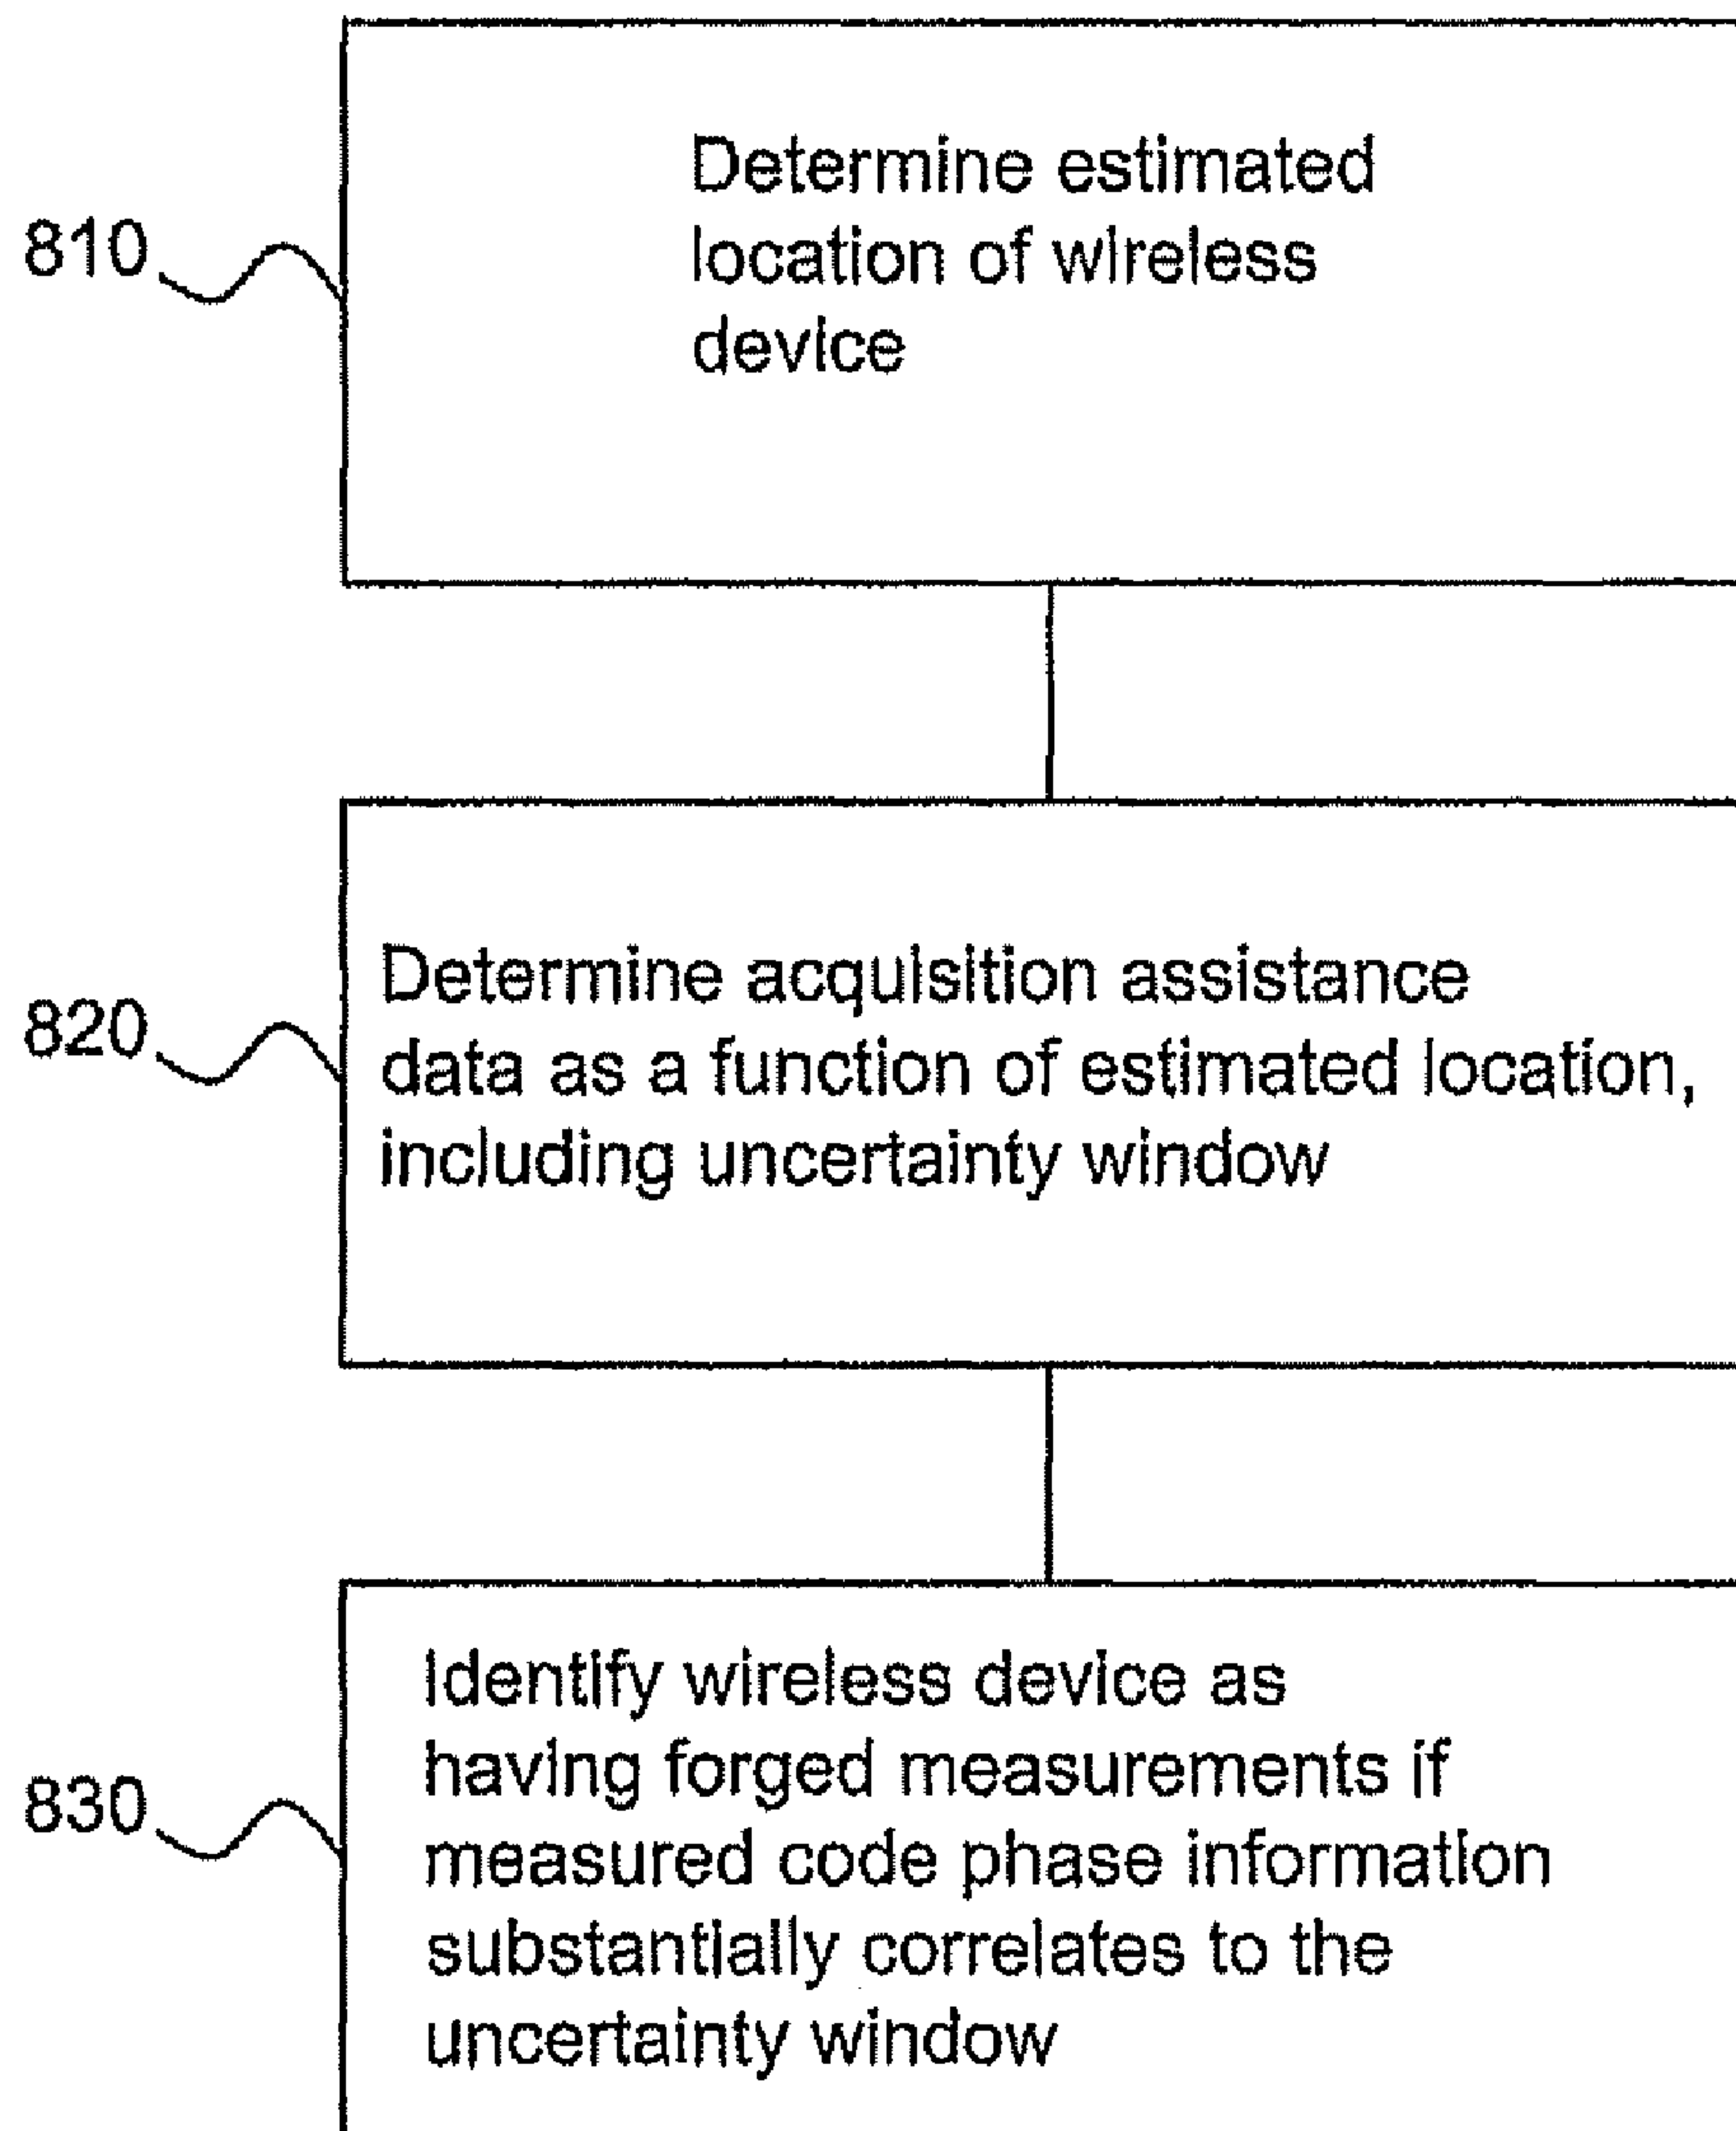 810
Determine estimated
location of wireless
device
820
Determine acquisition assistance
data as a function of estimated location,
including uncertainty window
830
Identify wireless device as
having forged measurements if
measured code phase information
substantially correlates to the
uncertainty window